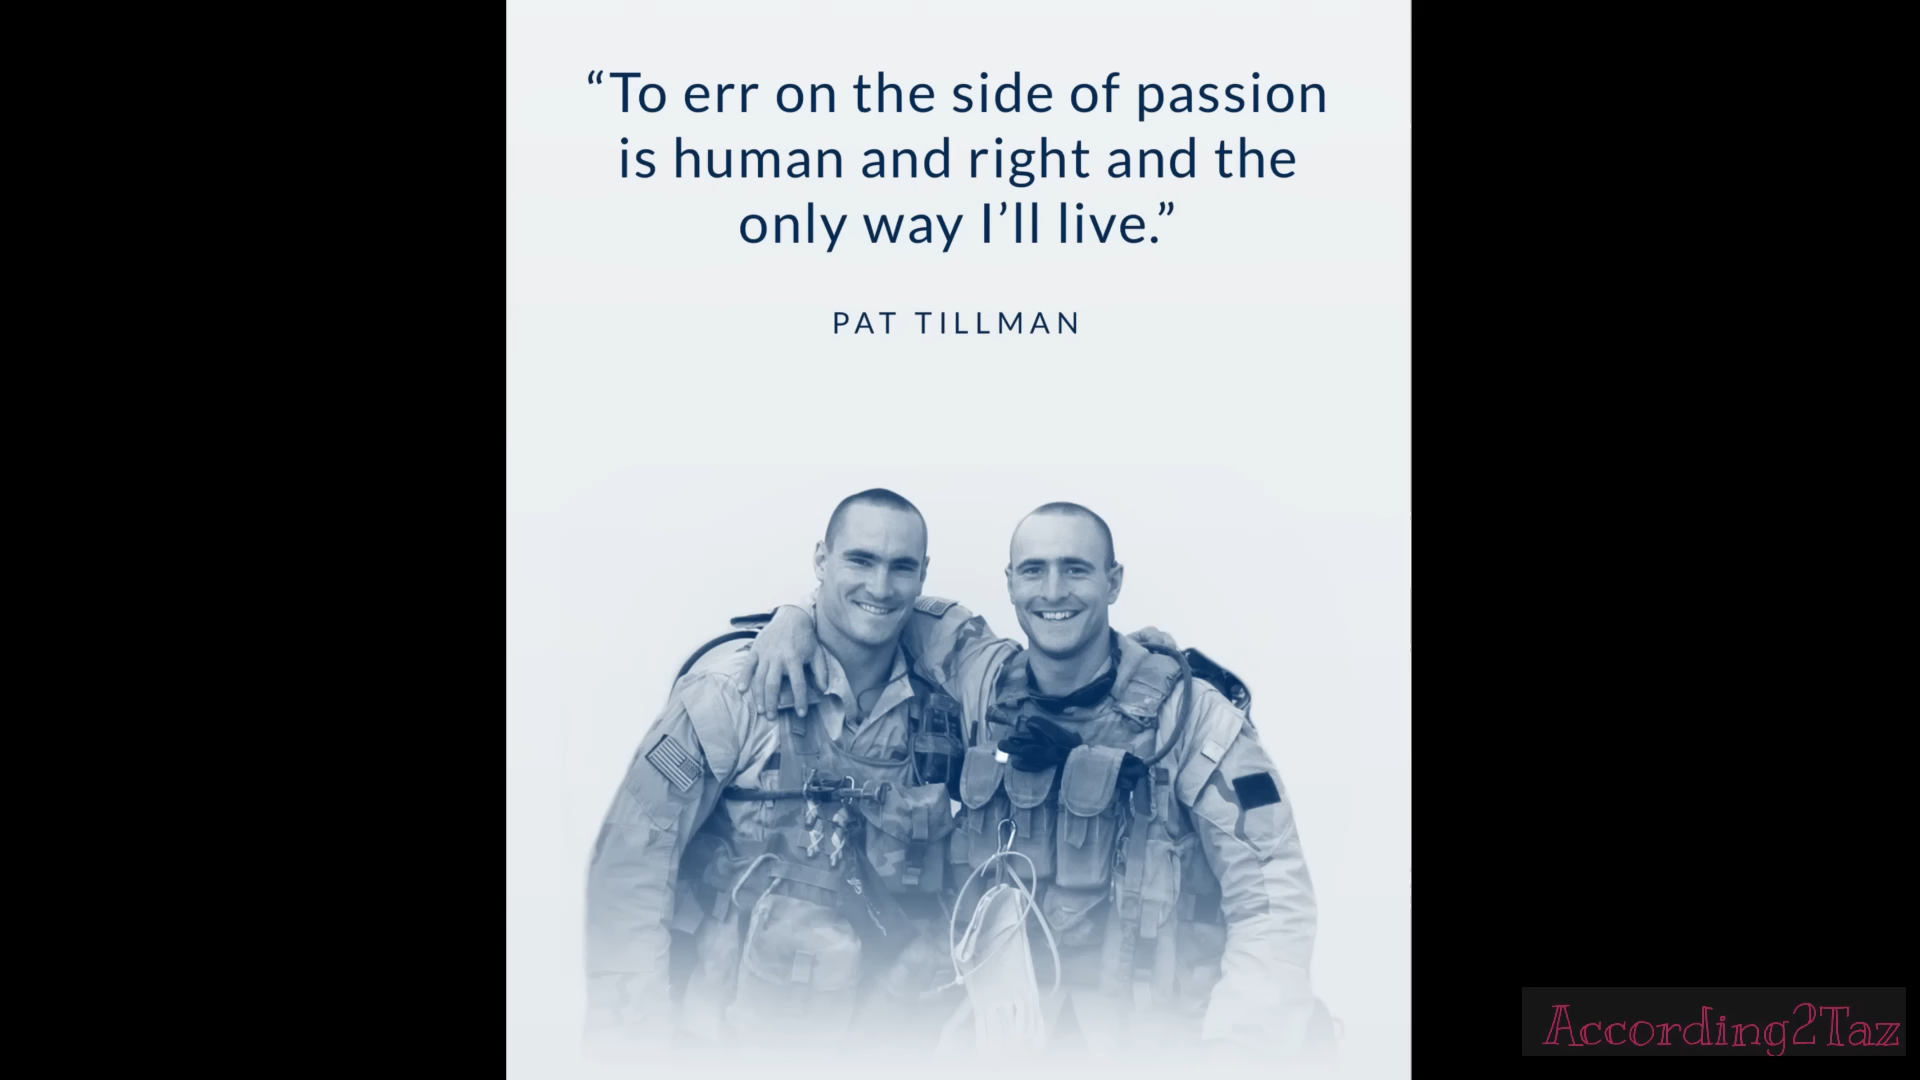 “To err on the side of passion
is human and right and the
only way I’ll live.”
PAT TILLMAN
According2Taz